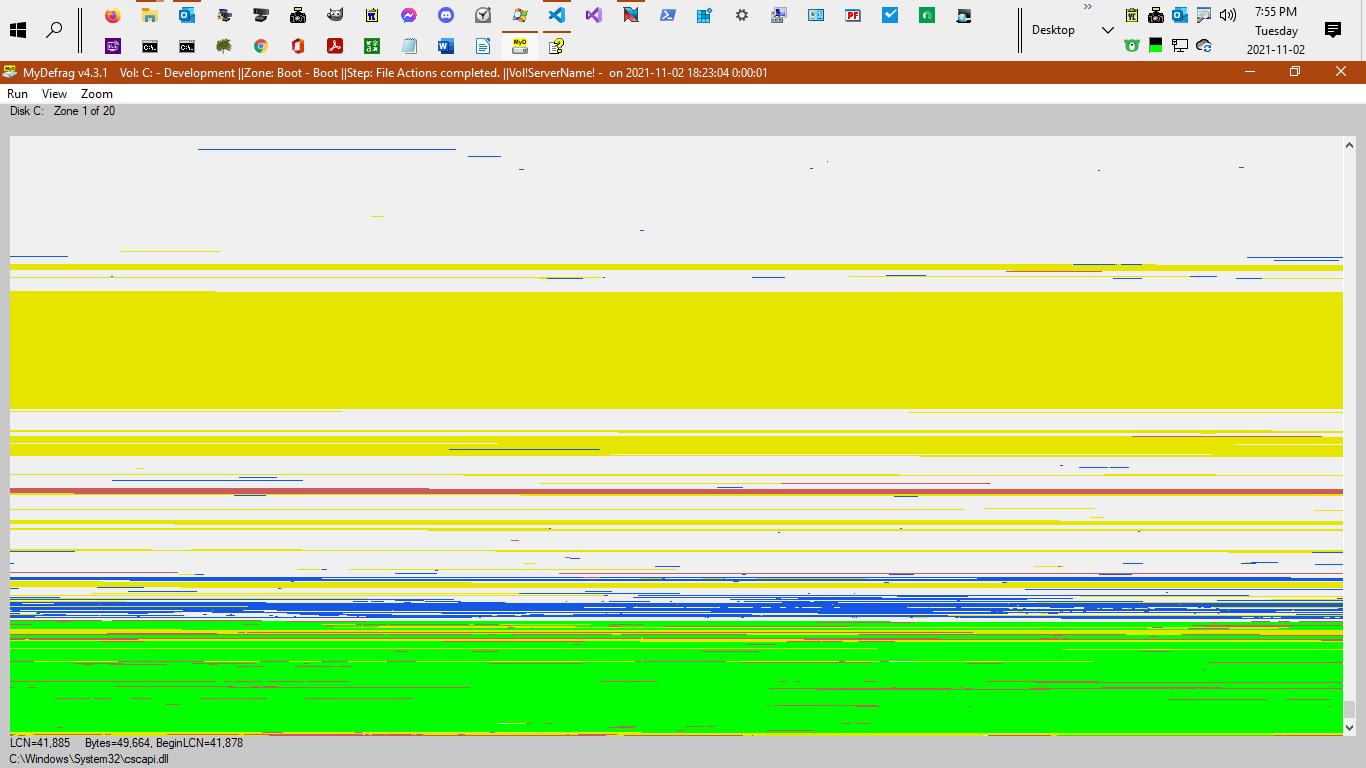 7:55 PM
Desktop
Tuesday
2021-11-02
MyDefrag v4.3.1 Vol: C: - Development ||Zone: Boot - Boot ||Step: File Actions completed. ||Vol!ServerName! - on 2021-11-02 18:23:04 0:00:01
Run View Zoom
Disk C: Zone 1 of 20
LCN=41,885 Bytes=49,664, BeginLCN=41,878
C:\Windows\System32\cscapi.dll